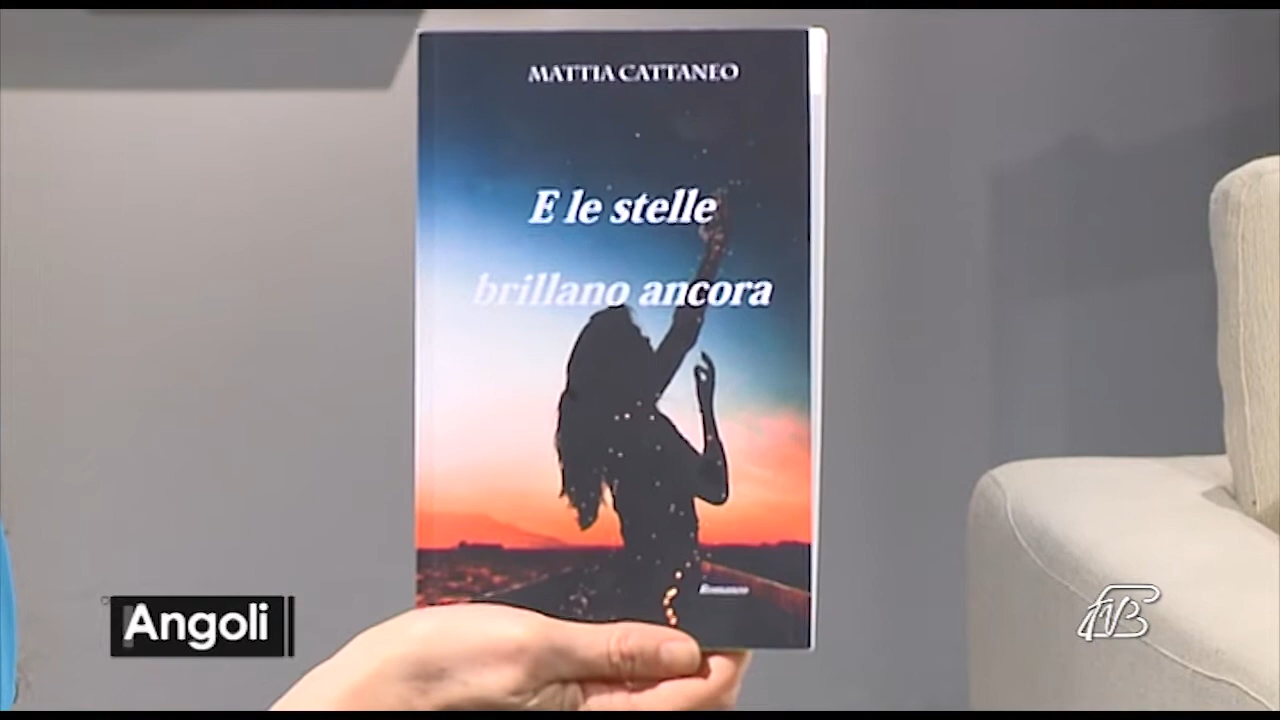 MATTIA CATTANEO
E le stelle
brillano ancora
Romanzo
Angoli